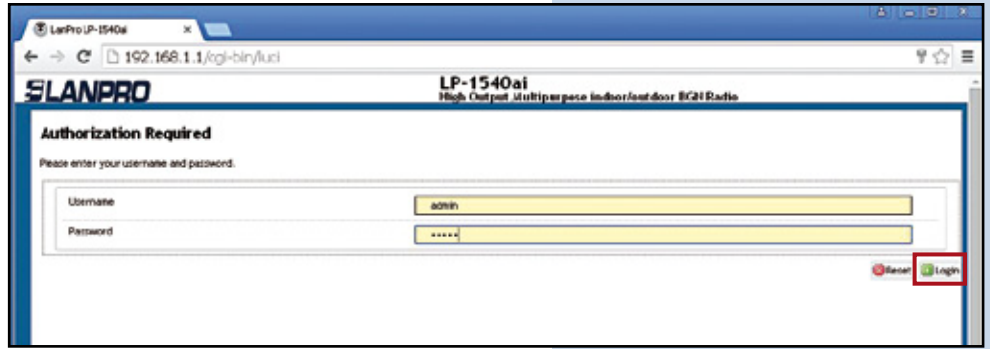 LanPro LP-1540ai
192.168.1.1/cgi-bin/luci
LANPRO
LP-1540ai
High Output Multipurpose indoor/outdoor BGN Radio
Authorization Required
Please enter your username and password.
Username
admin
Password
•••••
Reset
Login